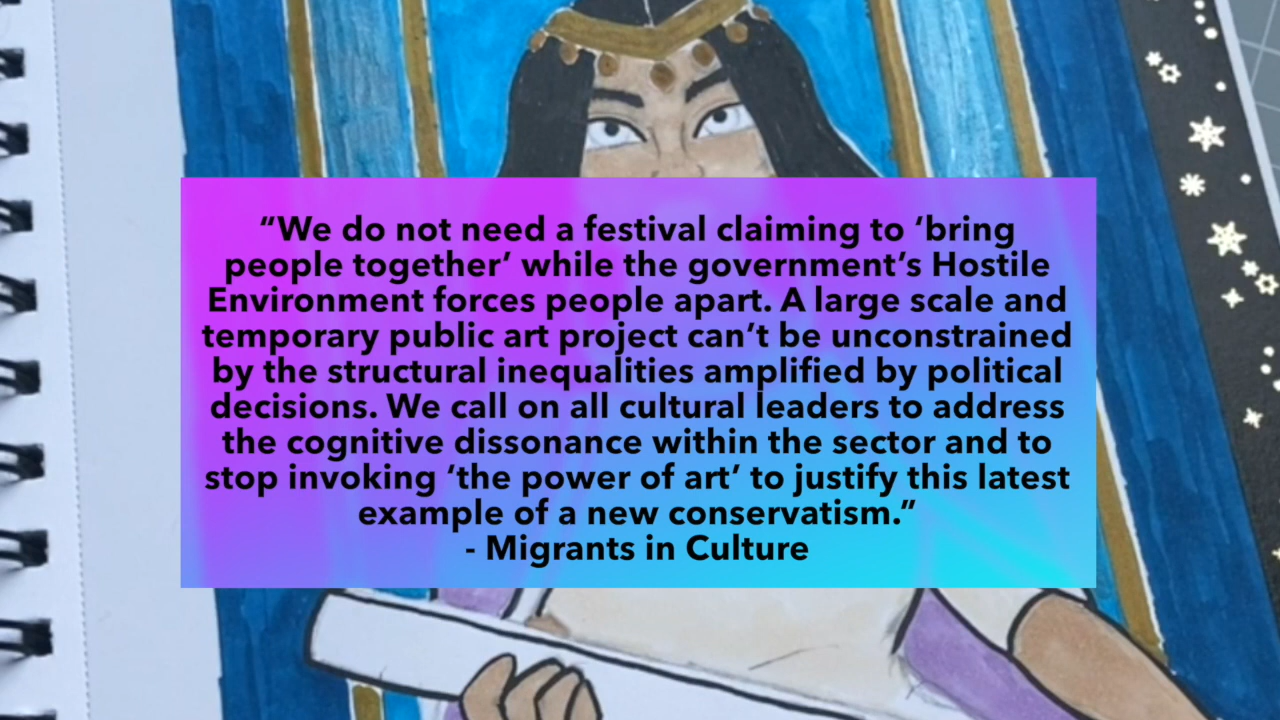 “We do not need a festival claiming to ‘bring
people together’ while the government’s Hostile
Environment forces people apart. A large scale and
temporary public art project can’t be unconstrained
by the structural inequalities amplified by political
decisions. We call on all cultural leaders to address
the cognitive dissonance within the sector and to
stop invoking ‘the power of art’ to justify this latest
example of a new conservatism.”
- Migrants in Culture